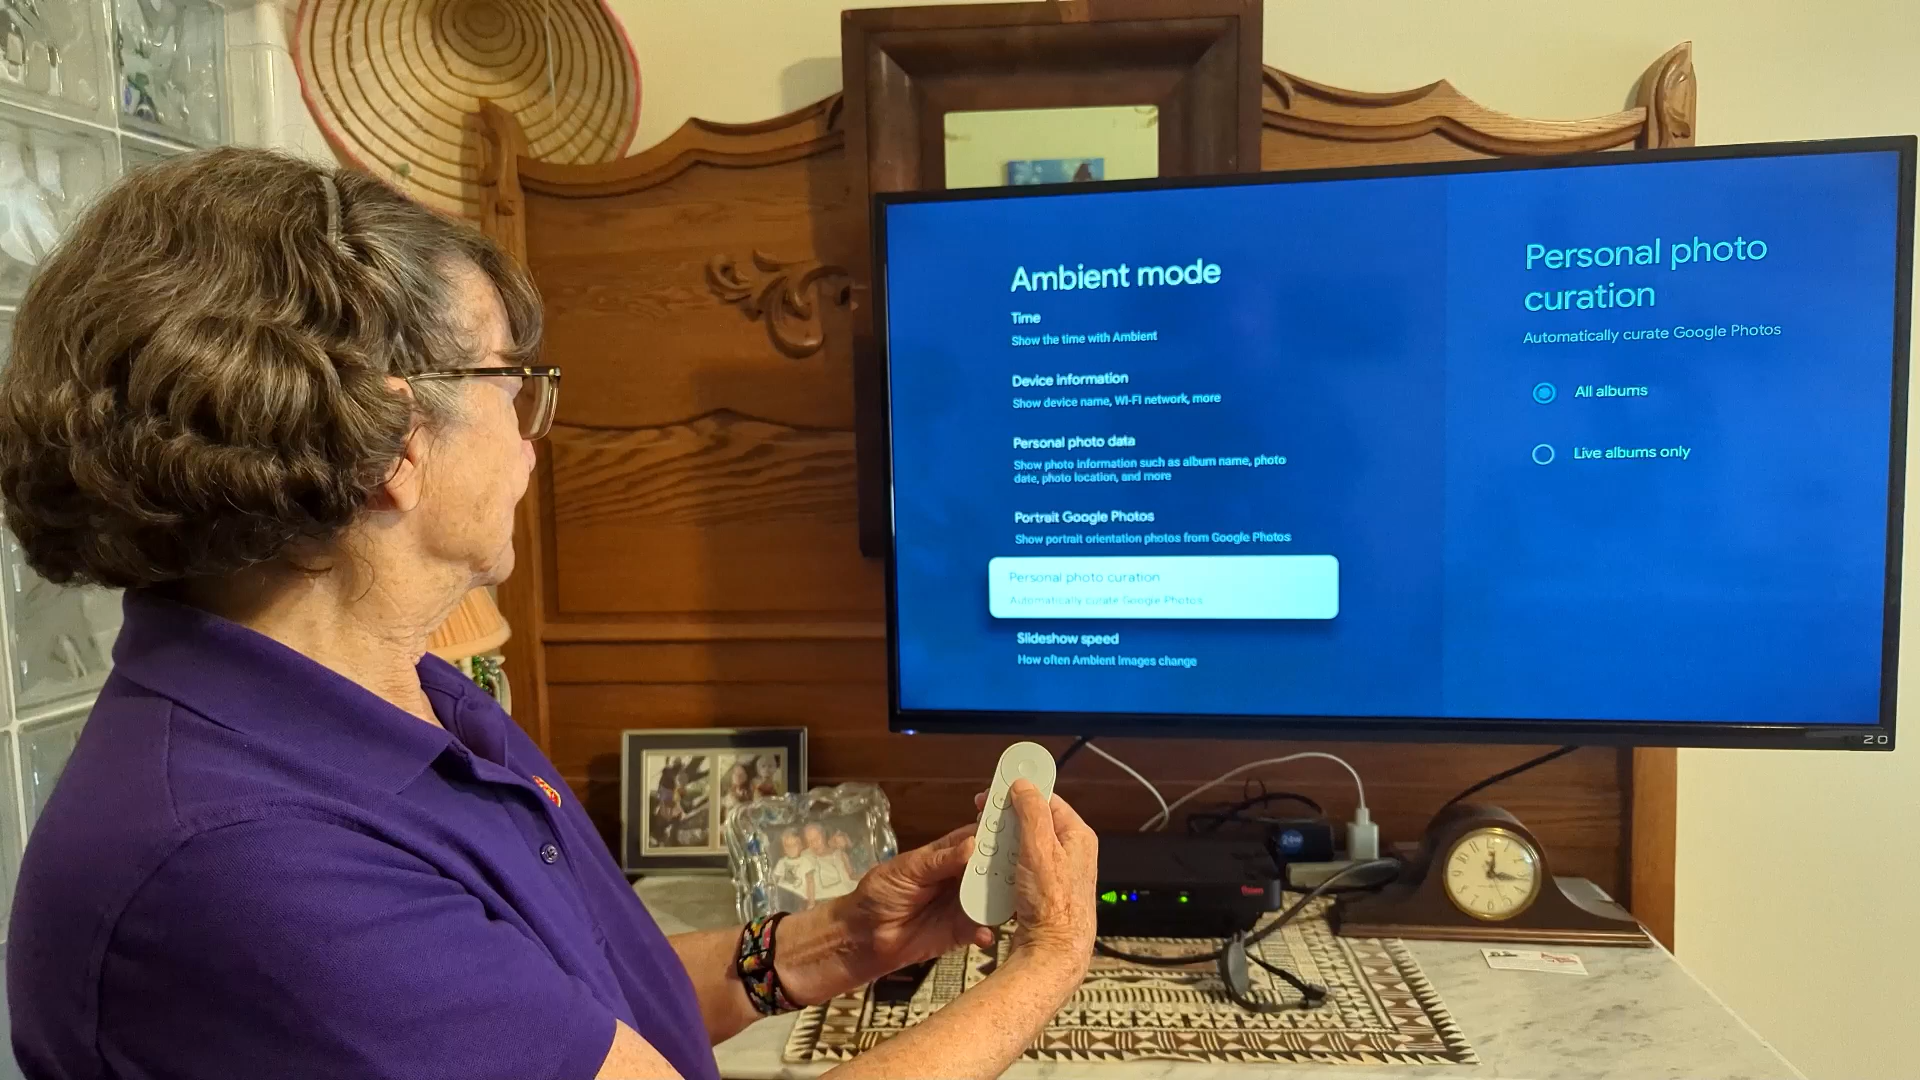 Ambient mode
Time
Show the time with Ambient
Device information
Show device name, Wi-Fi network, more
Personal photo data
Show photo information such as album name, photo
date, photo location, and more
Portrait Google Photos
Show portrait orientation photos from Google Photos
Personal photo curation
Automatically curate Google Photos
Slideshow speed
How often Ambient images change
Personal photo
curation
Automatically curate Google Photos
All albums
Live albums only